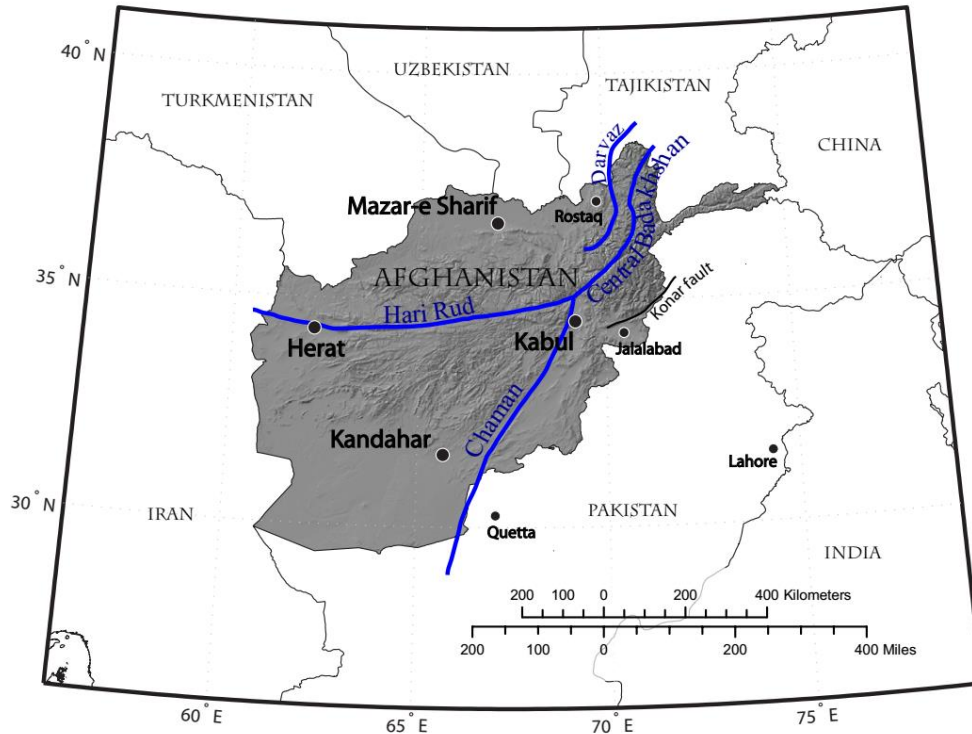 40° N
UZBEKISTAN
TAJIKISTAN
TURKMENISTAN
CHINA
Darvaz
Central Badakhshan
Mazar-e Sharif
Rostaq
35° N
AFGHANISTAN
Konar fault
Hari Rud
Herat
Kabul
Jalalabad
Chaman
Kandahar
Lahore
30° N
IRAN
PAKISTAN
Quetta
INDIA
200 100 0 200 400 Kilometers
200 100 0 200 400 Miles
60° E
65° E
70° E
75° E